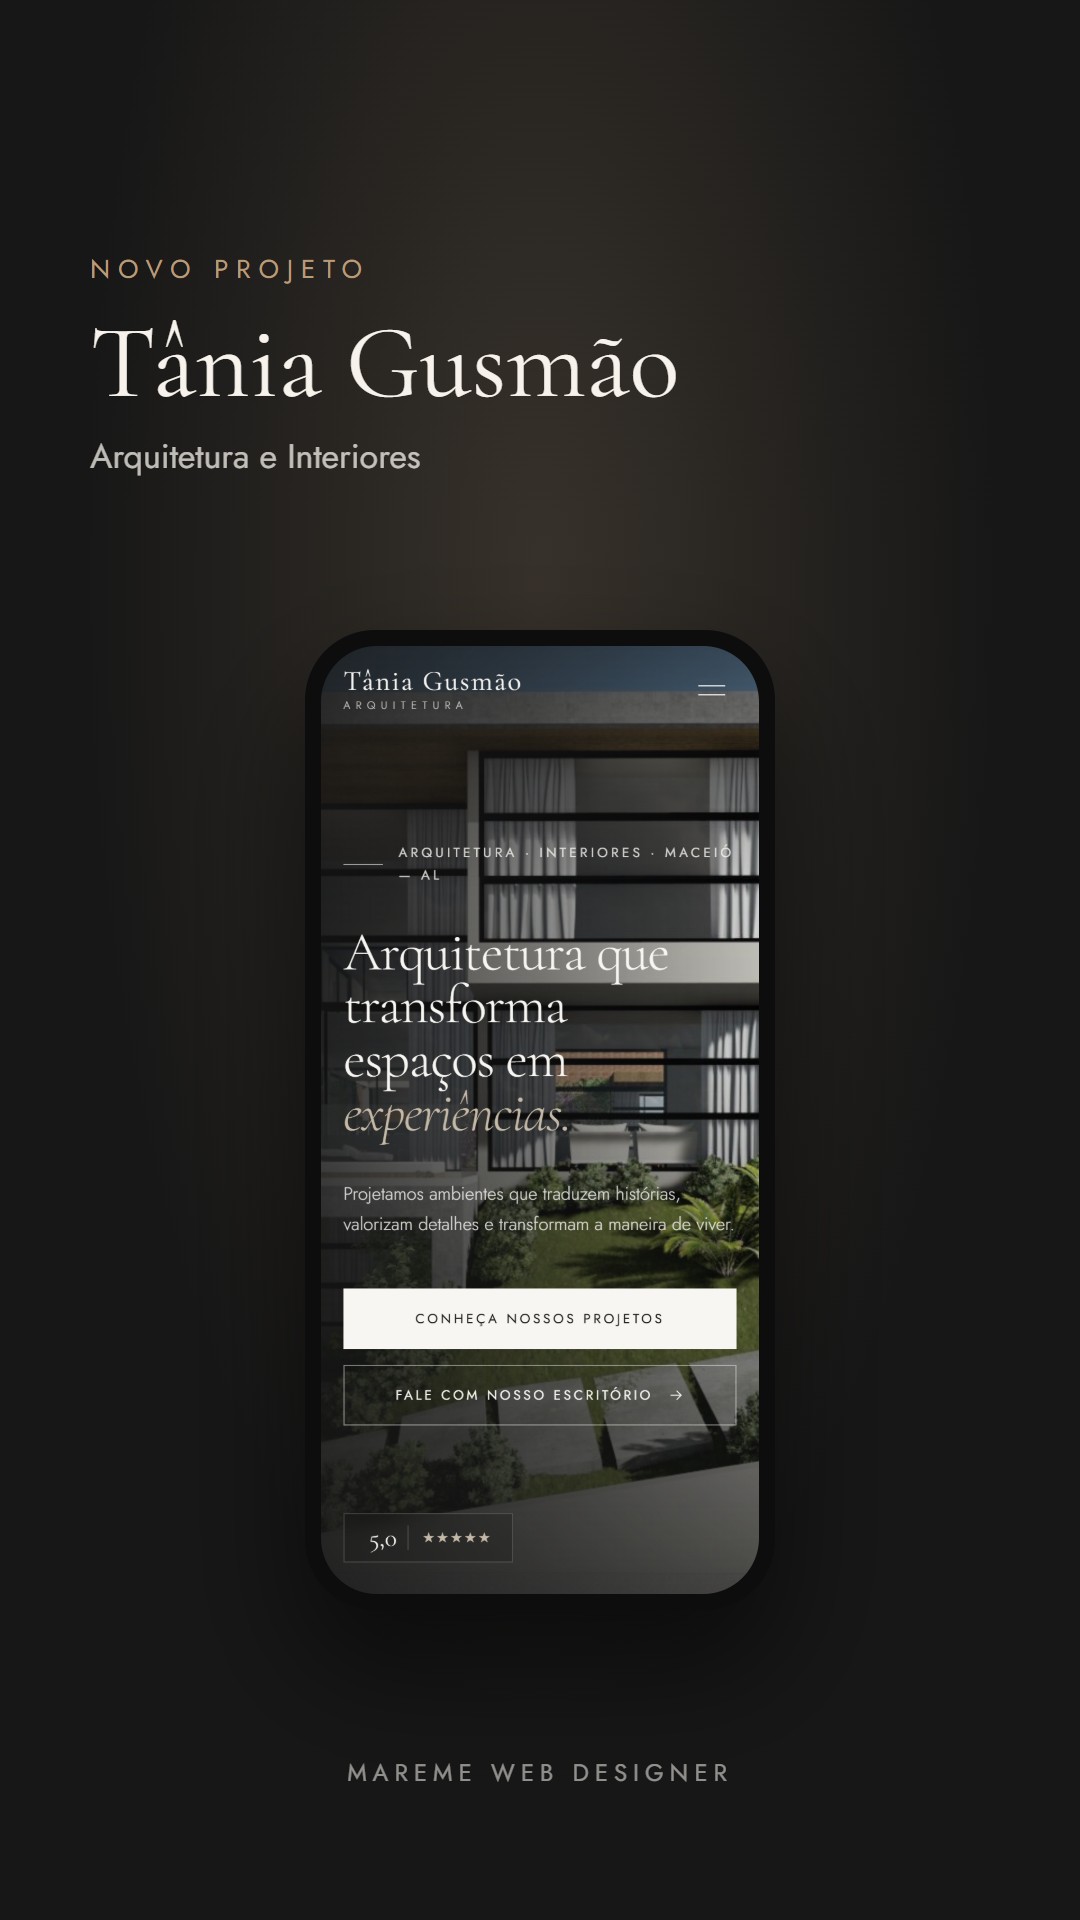 NOVO PROJETO
Tânia Gusmão
Arquitetura e Interiores
Tânia Gusmão
ARQUITETURA
ARQUITETURA · INTERIORES · MACEIÓ
— AL
Arquitetura que
transforma
espaços em
experiências.
Projetamos ambientes que traduzem histórias,
valorizam detalhes e transformam a maneira de viver.
CONHEÇA NOSSOS PROJETOS
FALE COM NOSSO ESCRITÓRIO →
5,0 ★★★★★
MAREME WEB DESIGNER